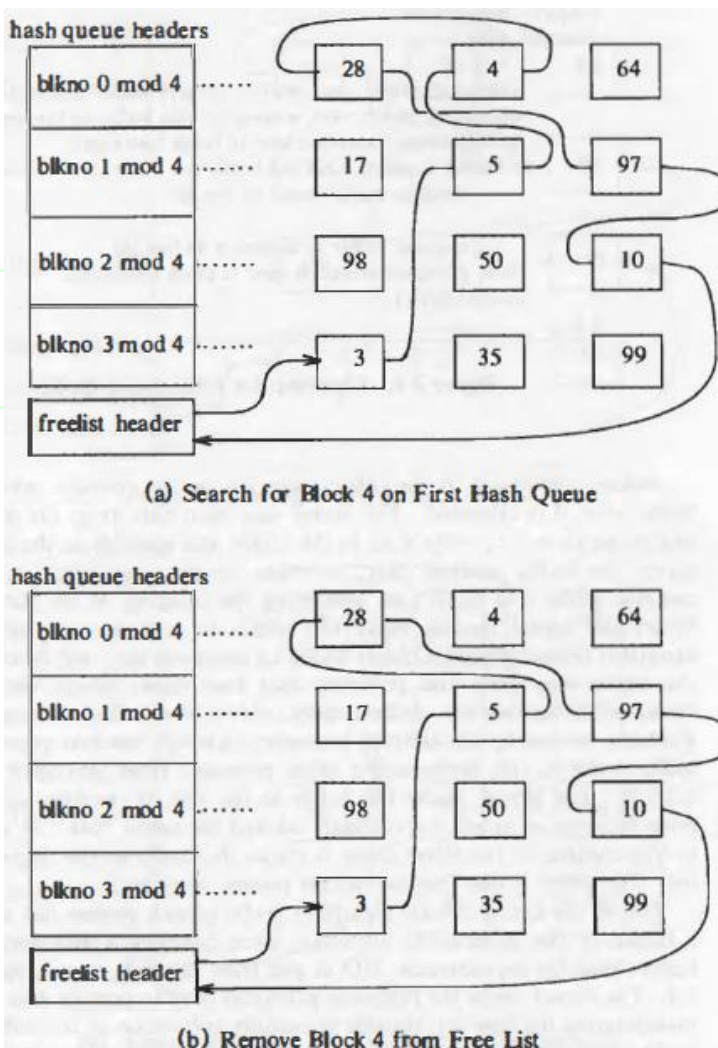 hash queue headers
blkno 0 mod 4 ...... 28 4 64
blkno 1 mod 4 ...... 17 5 97
blkno 2 mod 4 ...... 98 50 10
blkno 3 mod 4 ...... 3 35 99
freelist header
(a) Search for Block 4 on First Hash Queue
hash queue headers
blkno 0 mod 4 ...... 28 4 64
blkno 1 mod 4 ...... 17 5 97
blkno 2 mod 4 ...... 98 50 10
blkno 3 mod 4 ...... 3 35 99
freelist header
(b) Remove Block 4 from Free List